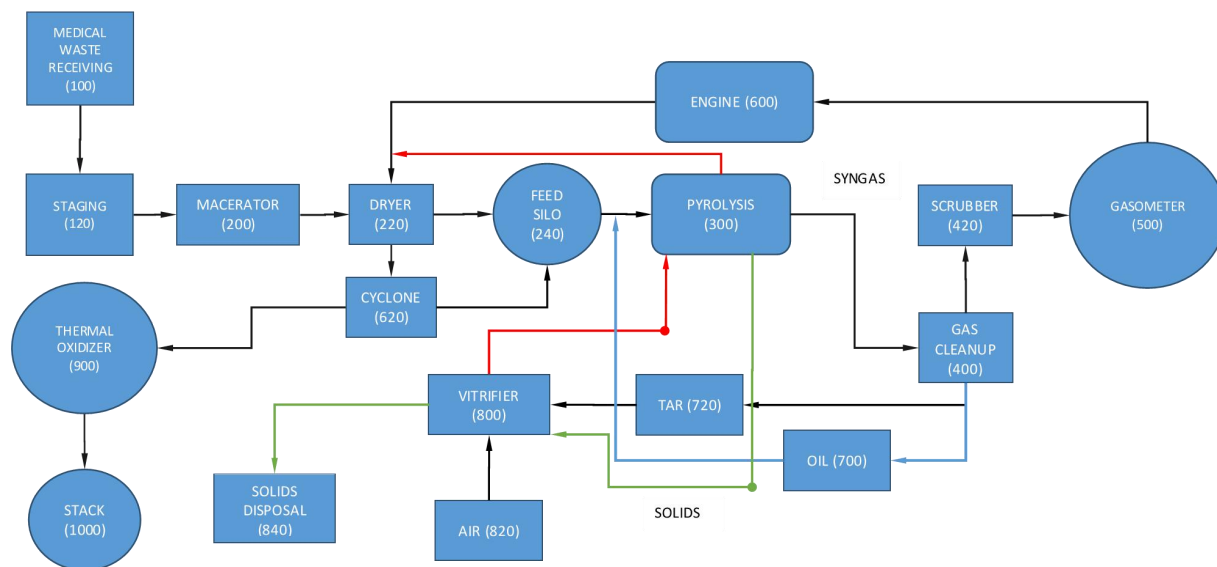 MEDICAL
WASTE
RECEIVING
(100)
ENGINE (600)
SYNGAS
STAGING
(120)
MACERATOR
(200)
DRYER
(220)
FEED
SILO
(240)
PYROLYSIS
(300)
SCRUBBER
(420)
GASOMETER
(500)
THERMAL
OXIDIZER
(900)
CYCLONE
(620)
GAS
CLEANUP
(400)
VITRIFIER
(800)
TAR (720)
OIL (700)
STACK
(1000)
SOLIDS
DISPOSAL
(840)
AIR (820)
SOLIDS